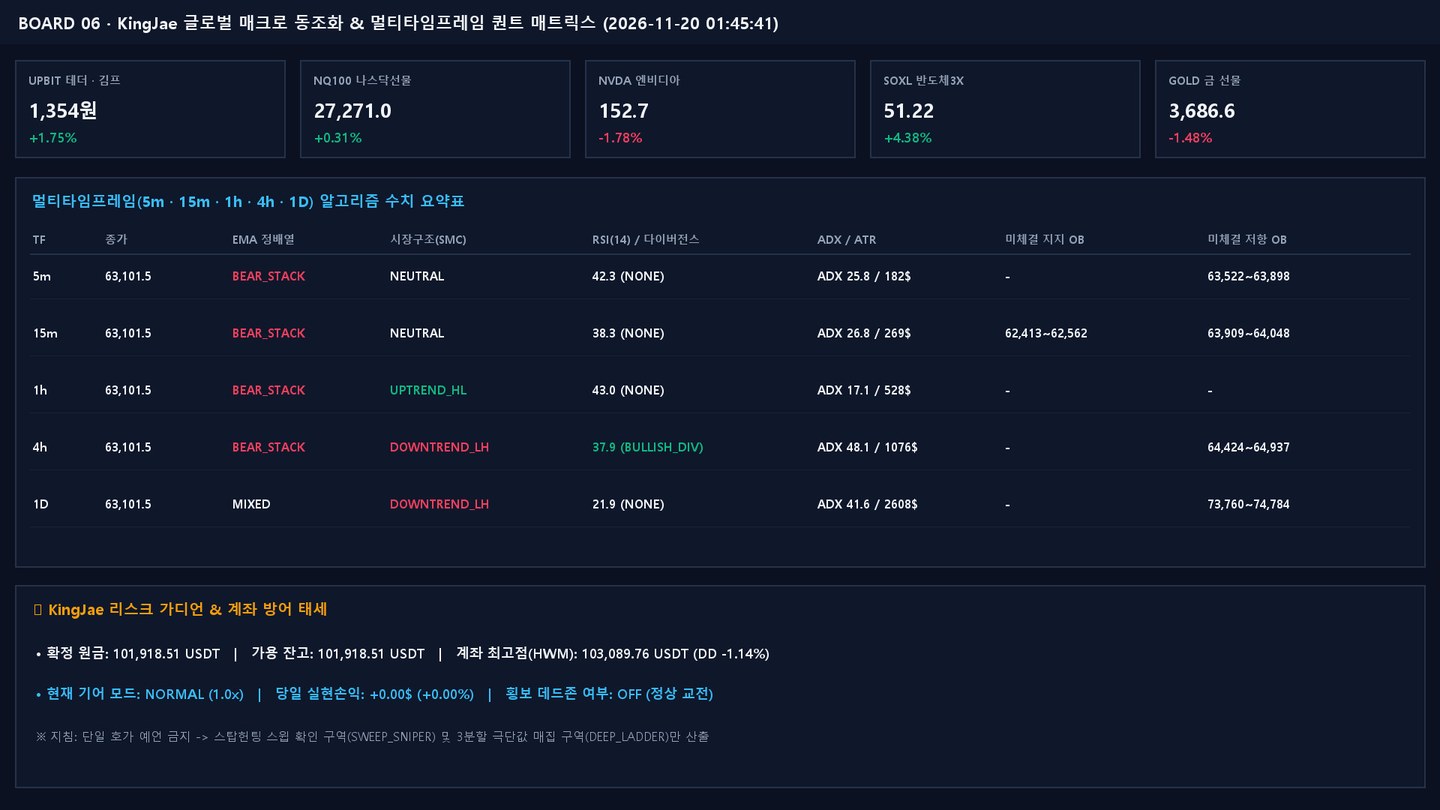 BOARD 06 · KingJae 글로벌 매크로 동조화 & 멀티타임프레임 퀀트 매트릭스 (2026-11-20 01:45:41)
UPBIT 테더 · 김프
1,354원
+1.75%
NQ100 나스닥선물
27,271.0
+0.31%
NVDA 엔비디아
152.7
-1.78%
SOXL 반도체3X
51.22
+4.38%
GOLD 금 선물
3,686.6
-1.48%
멀티타임프레임(5m · 15m · 1h · 4h · 1D) 알고리즘 수치 요약표
TF 종가 EMA 정배열 시장구조(SMC) RSI(14) / 다이버전스 ADX / ATR 미체결 지지 OB 미체결 저항 OB
5m 63,101.5 BEAR_STACK NEUTRAL 42.3 (NONE) ADX 25.8 / 182$ - 63,522~63,898
15m 63,101.5 BEAR_STACK NEUTRAL 38.3 (NONE) ADX 26.8 / 269$ 62,413~62,562 63,909~64,048
1h 63,101.5 BEAR_STACK UPTREND_HL 43.0 (NONE) ADX 17.1 / 528$ - -
4h 63,101.5 BEAR_STACK DOWNTREND_LH 37.9 (BULLISH_DIV) ADX 48.1 / 1076$ - 64,424~64,937
1D 63,101.5 MIXED DOWNTREND_LH 21.9 (NONE) ADX 41.6 / 2608$ - 73,760~74,784
KingJae 리스크 가디언 & 계좌 방어 태세
• 확정 원금: 101,918.51 USDT | 가용 잔고: 101,918.51 USDT | 계좌 최고점(HWM): 103,089.76 USDT (DD -1.14%)
• 현재 기어 모드: NORMAL (1.0x) | 당일 실현손익: +0.00$ (+0.00%) | 횡보 데드존 여부: OFF (정상 교전)
※ 지침: 단일 호가 예언 금지 -> 스탑헌팅 스윕 확인 구역(SWEEP_SNIPER) 및 3분할 극단값 매집 구역(DEEP_LADDER)만 산출